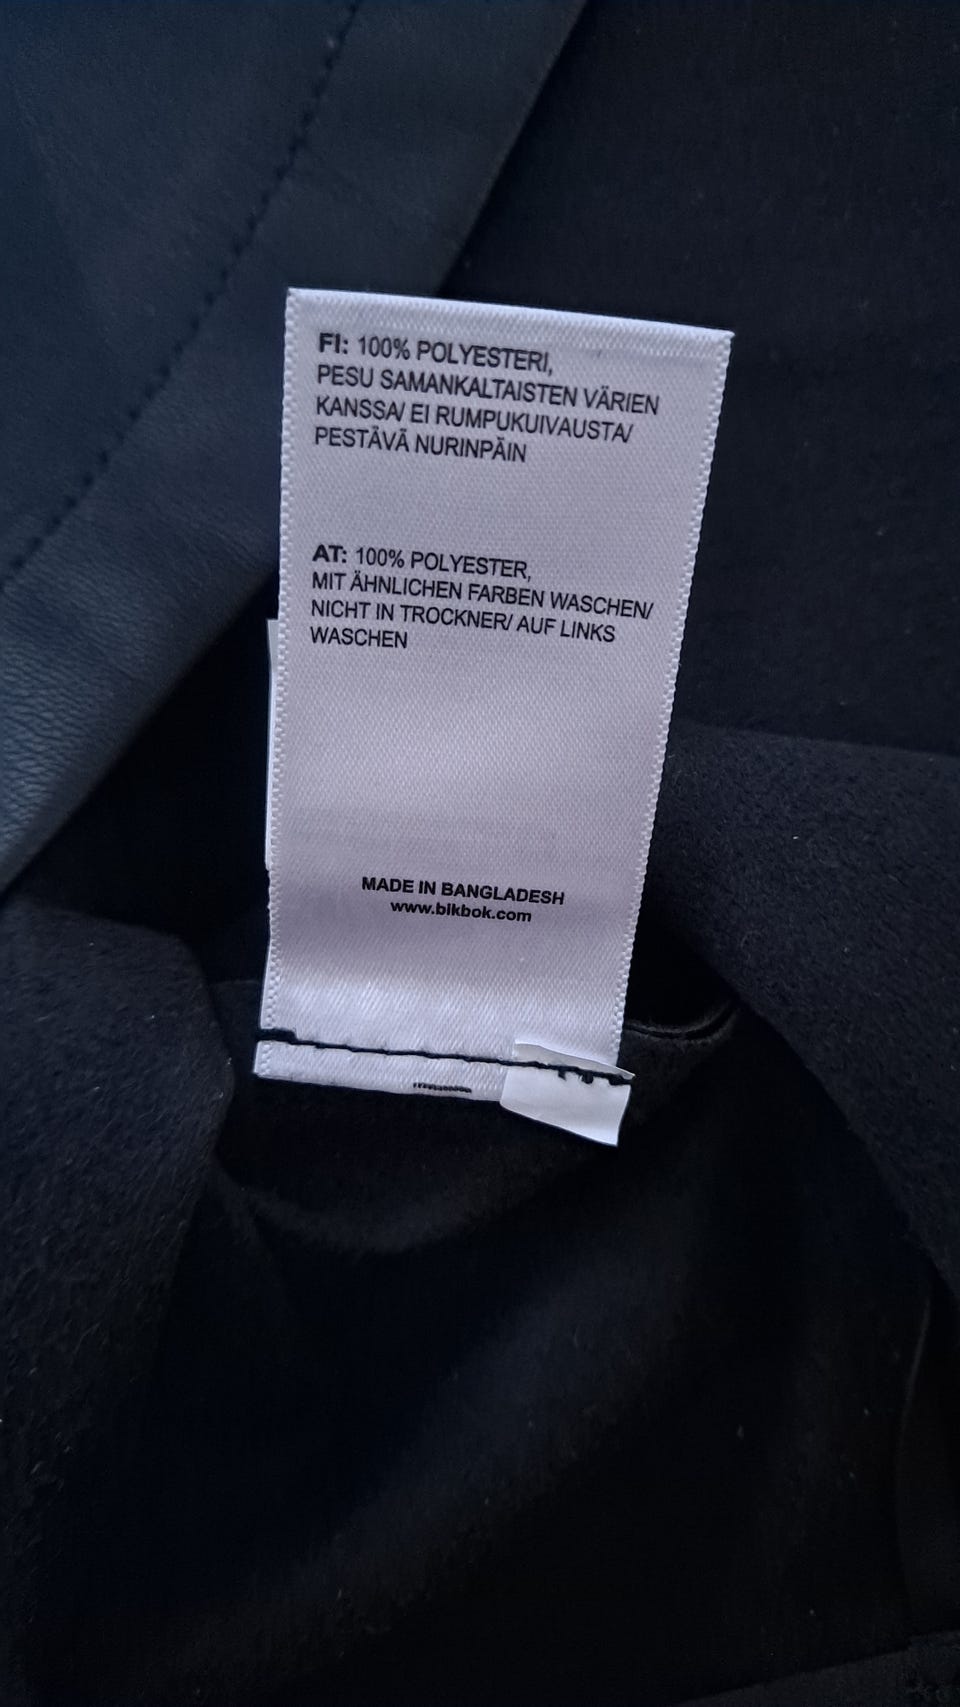 FI: 100% POLYESTERI,
PESU SAMANKALTAISTEN VÄRIEN
KANSSA/ EI RUMPUKUIVAUSTA/
PESTÄVÄ NURINPÄIN
AT: 100% POLYESTER,
MIT ÄHNLICHEN FARBEN WASCHEN/
NICHT IN TROCKNER/ AUF LINKS
WASCHEN
MADE IN BANGLADESH
www.bikbok.com